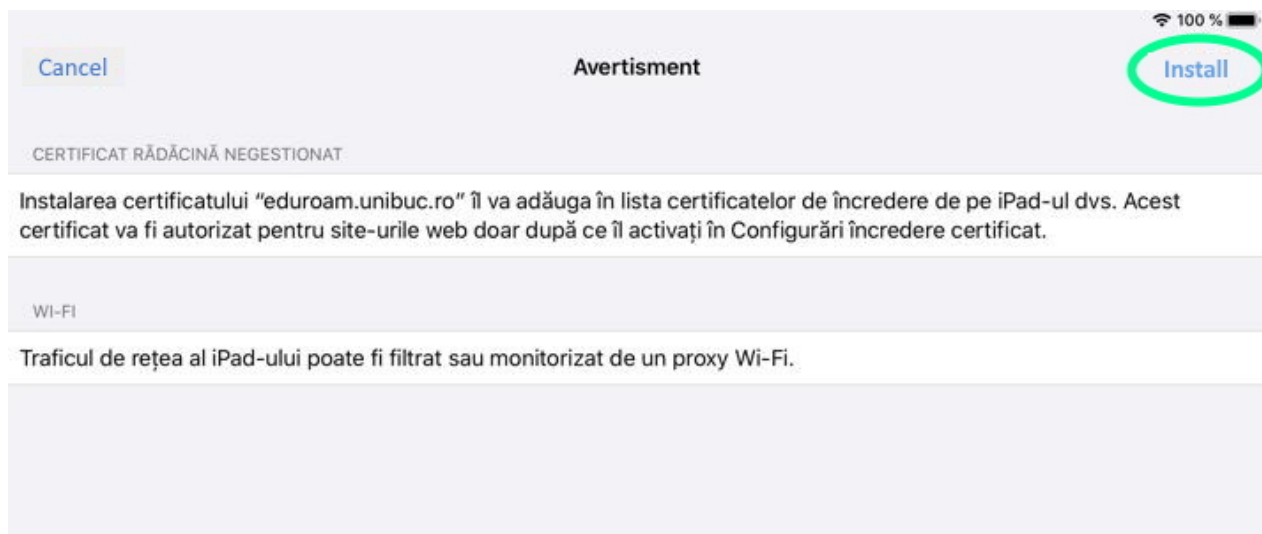 100 %
Cancel
Avertisment
Install
CERTIFICAT RĂDĂCINĂ NEGESTIONAT
Instalarea certificatului “eduroam.unibuc.ro” îl va adăuga în lista certificatelor de încredere de pe iPad-ul dvs. Acest
certificat va fi autorizat pentru site-urile web doar după ce îl activați în Configurări încredere certificat.
WI-FI
Traficul de rețea al iPad-ului poate fi filtrat sau monitorizat de un proxy Wi-Fi.